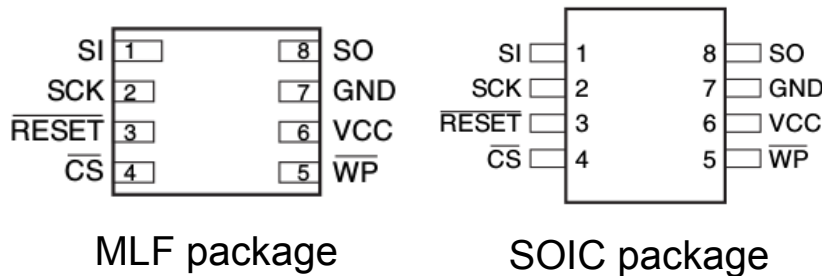 SI 1 8 SO
SCK 2 7 GND
RESET 3 6 VCC
CS 4 5 WP
MLF package
SI 1 8 SO
SCK 2 7 GND
RESET 3 6 VCC
CS 4 5 WP
SOIC package